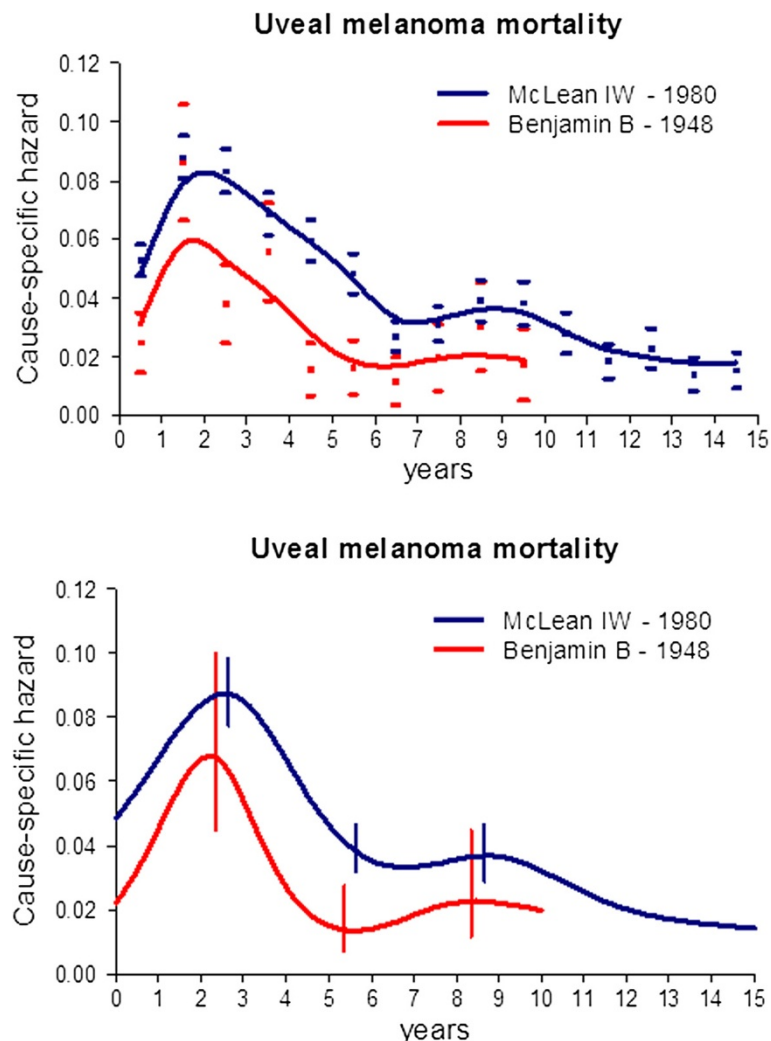 Uveal melanoma mortality
0.12
0.10
0.08
0.06
0.04
0.02
0.00
Cause-specific hazard
McLean IW - 1980
Benjamin B - 1948
0 1 2 3 4 5 6 7 8 9 10 11 12 13 14 15
years
Uveal melanoma mortality
0.12
0.10
0.08
0.06
0.04
0.02
0.00
Cause-specific hazard
McLean IW - 1980
Benjamin B - 1948
0 1 2 3 4 5 6 7 8 9 10 11 12 13 14 15
years